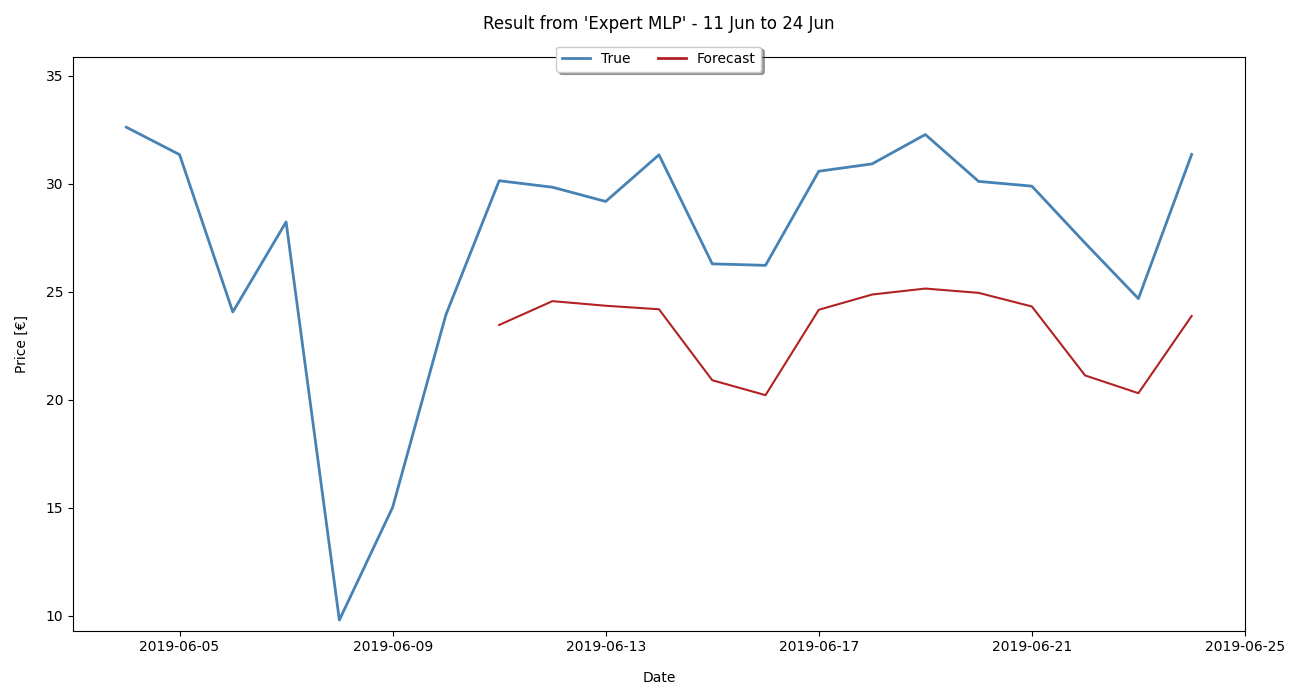 Result from 'Expert MLP' - 11 Jun to 24 Jun
True Forecast
35
30
25
20
15
10
Price [€]
2019-06-05 2019-06-09 2019-06-13 2019-06-17 2019-06-21 2019-06-25
Date